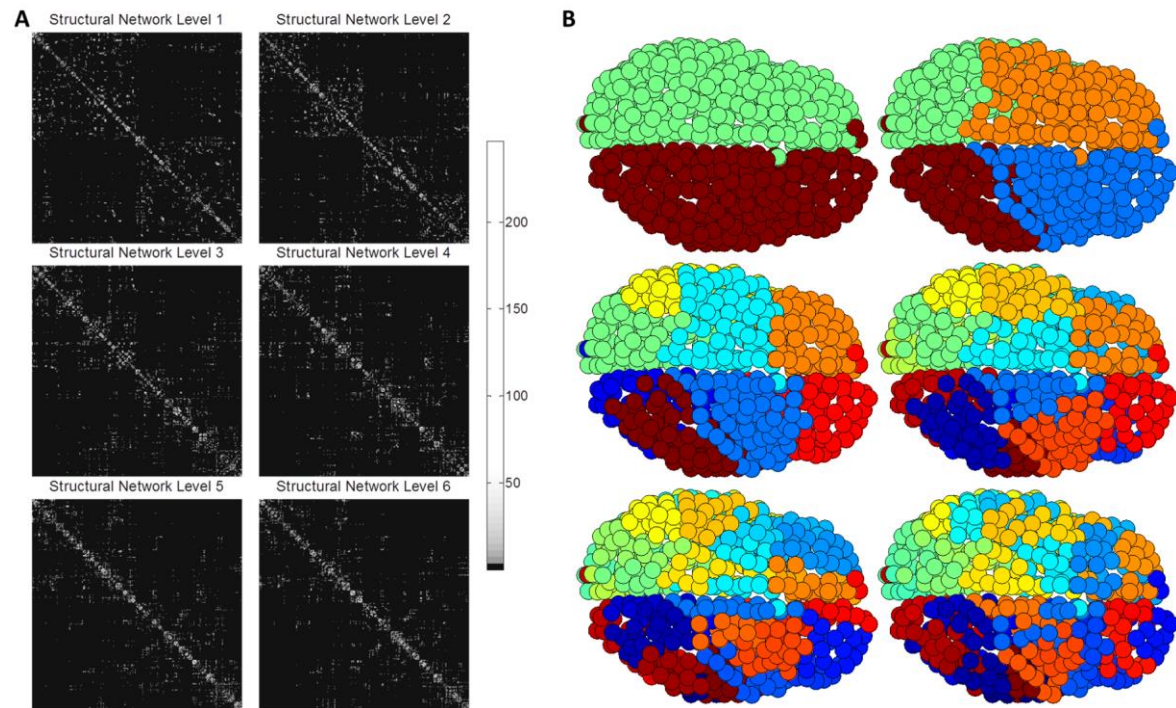 A
B
Structural Network Level 1
Structural Network Level 2
Structural Network Level 3
Structural Network Level 4
Structural Network Level 5
Structural Network Level 6
200
150
100
50